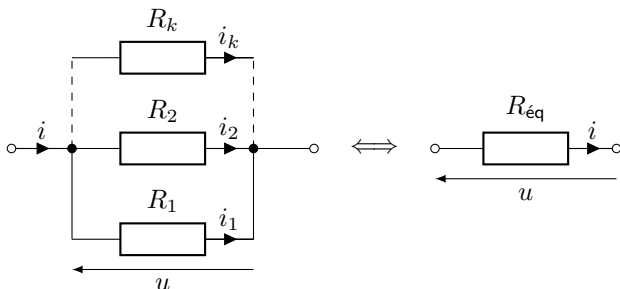 R_k i_k
i R_2 i_2 ⟺ R_éq i
R_1 i_1 u
u